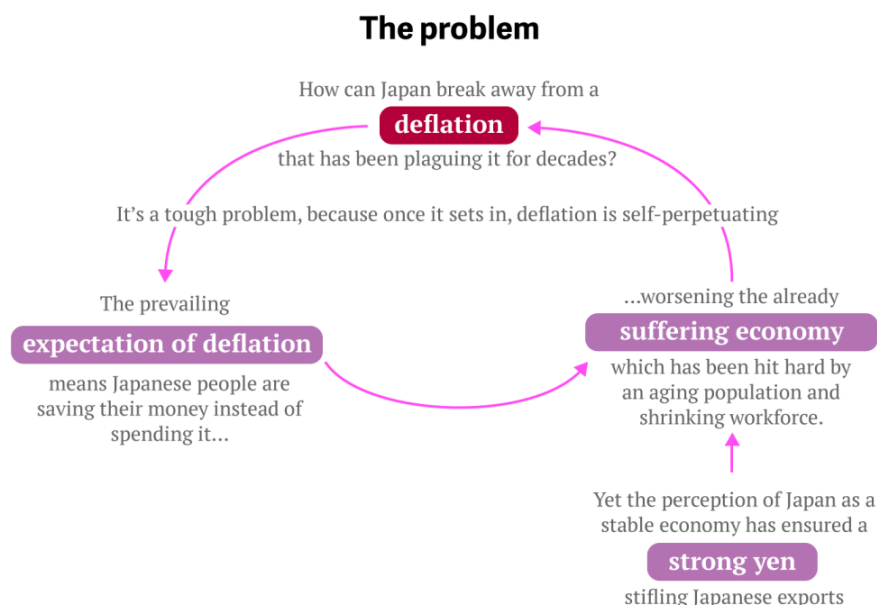 The problem
How can Japan break away from a
deflation
that has been plaguing it for decades?
It’s a tough problem, because once it sets in, deflation is self-perpetuating
The prevailing
expectation of deflation
means Japanese people are
saving their money instead of
spending it…
…worsening the already
suffering economy
which has been hit hard by
an aging population and
shrinking workforce.
Yet the perception of Japan as a
stable economy has ensured a
strong yen
stifling Japanese exports